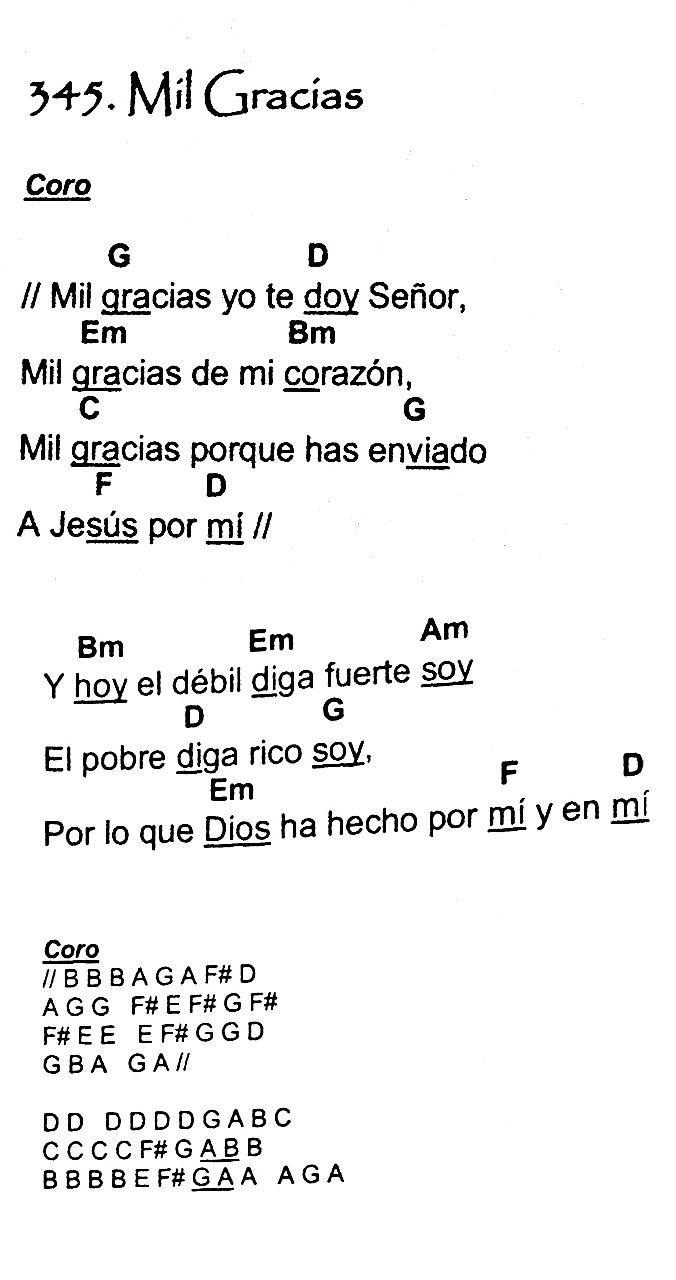 345. Mil Gracias
Coro
G D
// Mil gracias yo te doy Señor,
Em Bm
Mil gracias de mi corazón,
C G
Mil gracias porque has enviado
F D
A Jesús por mí //
Bm Em Am
Y hoy el débil diga fuerte soy
D G
El pobre diga rico soy,
Em F D
Por lo que Dios ha hecho por mí y en mí
Coro
// B B B A G A F# D
A G G F# E F# G F#
F# E E E F# G G D
G B A G A //
D D D D D D G A B C
C C C C F# G A B B
B B B B E F# G A A A G A